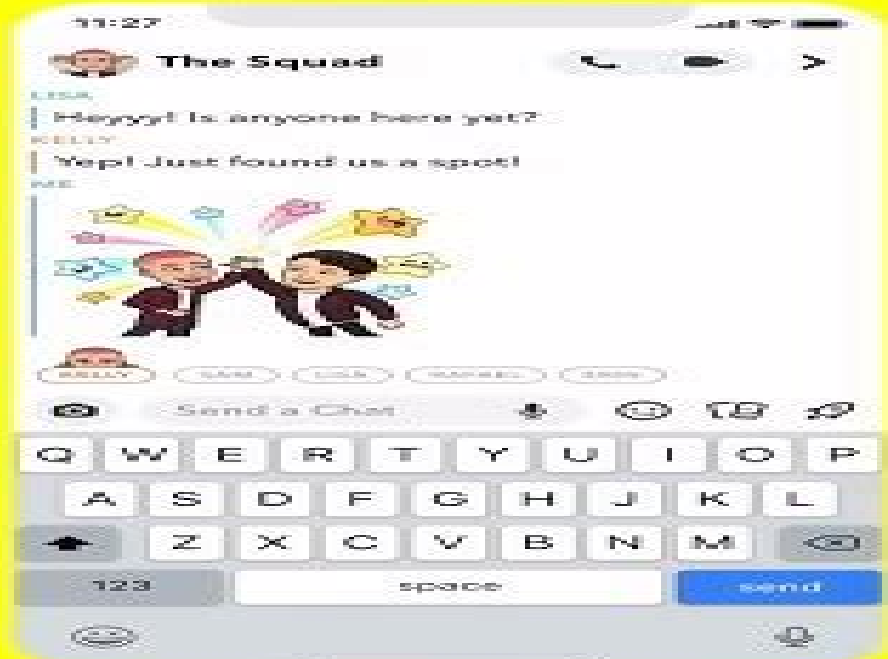 11:27
The Squad
LISA
Heyyy! Is anyone here yet?
KELLY
Yep! Just found us a spot!
ME
KELLY SAM LISA RAFAEL
Send a Chat
Q W E R T Y U I O P
A S D F G H J K L
Z X C V B N M
123 space send